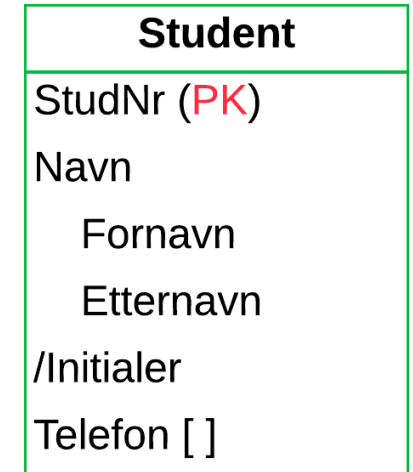 Student
StudNr (PK)
Navn
Fornavn
Etternavn
/Initialer
Telefon [ ]